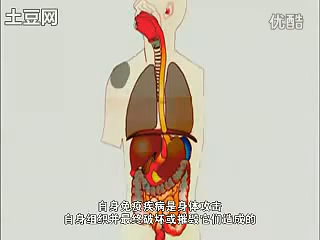 土豆网
优酷
自身免疫疾病是身体攻击
自身组织并最终破坏或摧毁它们造成的